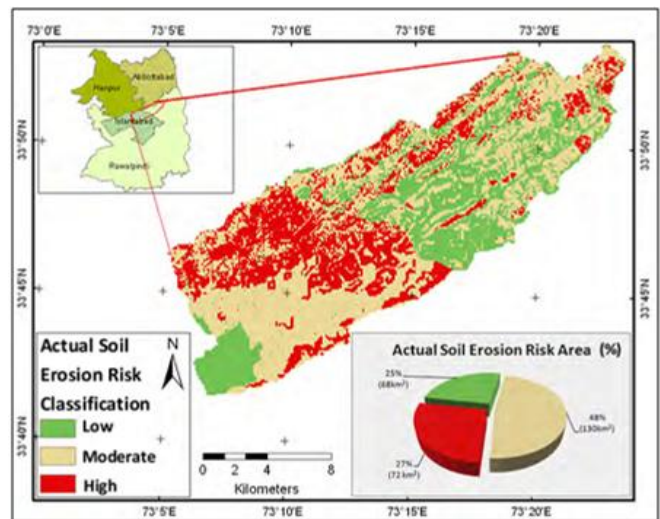 73°0'E 73°5'E 73°10'E 73°15'E 73°20'E
Haripur
Abbottabad
Islamabad
Rawalpindi
33°50'N
33°50'N
33°45'N
33°45'N
33°40'N
33°40'N
Actual Soil
Erosion Risk
Classification
Low
Moderate
High
N
0 2 4 8
Kilometers
Actual Soil Erosion Risk Area (%)
25%
(68km²)
48%
(130km²)
27%
(72 km²)
73°5'E 73°10'E 73°15'E 73°20'E